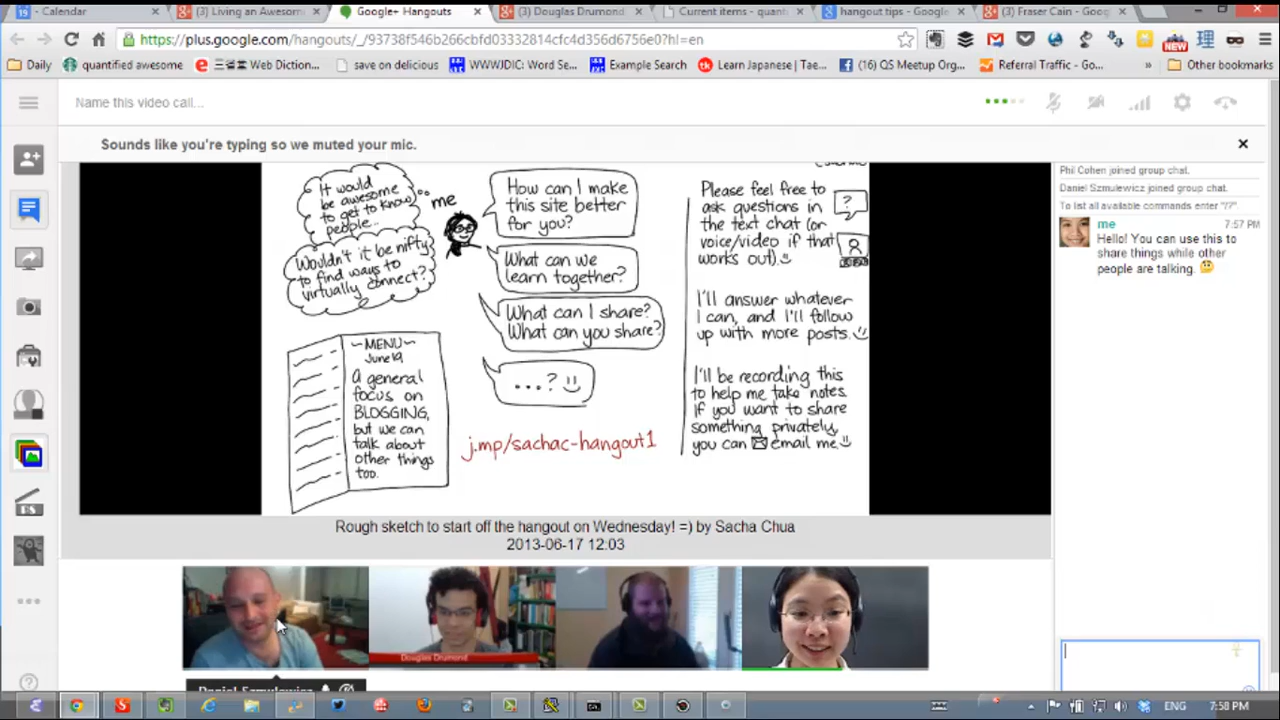 - Calendar
(3) Living an Awesom
Google+ Hangouts
(3) Douglas Drumond
Current items - quant
hangout tips - Google
(3) Fraser Cain - Goog
https://plus.google.com/hangouts/_/93738f546b266cbfd03332814cfc4d356d6756e0?hl=en
Daily
quantified awesome
三省堂 Web Diction...
save on delicious
WWWJDIC: Word Se...
Example Search
Learn Japanese | Tae...
(16) QS Meetup Org...
Referral Traffic - Go...
Other bookmarks
NEW
Name this video call...
Sounds like you're typing so we muted your mic.
It would
be awesome
to get to know
people...
Wouldn't it be nifty
to find ways to
virtually connect?
me
How can I make
this site better
for you?
What can we
learn together?
What can I share?
What can you share?
...?
~MENU~
June 19
a general
focus on
BLOGGING,
but we can
talk about
other things
too.
j.mp/sachac-hangout1
Please feel free to
ask questions in
the text chat (or
voice/video if that
works out).
?
I'll answer whatever
I can, and I'll follow
up with more posts.
I'll be recording this
to help me take notes.
If you want to share
something privately,
you can email me.
Rough sketch to start off the hangout on Wednesday! =) by Sacha Chua
2013-06-17 12:03
Phil Cohen joined group chat.
Daniel Szmulewicz joined group chat.
To list all available commands enter "/?"
me
7:57 PM
Hello! You can use this to
share things while other
people are talking.
Douglas Drumond
Daniel Szmulewicz
ENG
7:58 PM